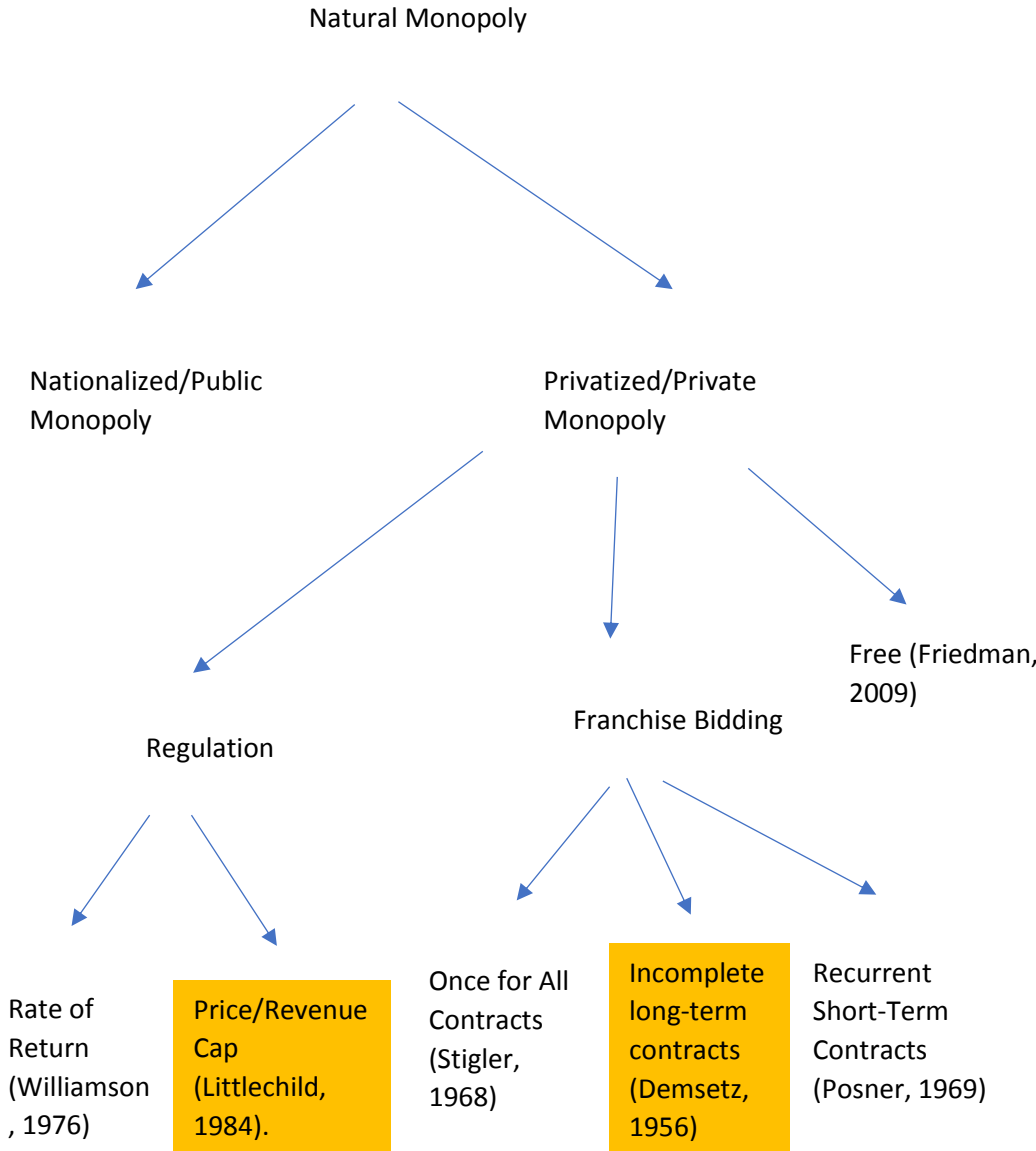 Natural Monopoly
Nationalized/Public
Monopoly
Privatized/Private
Monopoly
Free (Friedman,
2009)
Franchise Bidding
Regulation
Rate of
Return
(Williamson
, 1976)
Price/Revenue
Cap
(Littlechild,
1984).
Once for All
Contracts
(Stigler,
1968)
Incomplete
long-term
contracts
(Demsetz,
1956)
Recurrent
Short-Term
Contracts
(Posner, 1969)